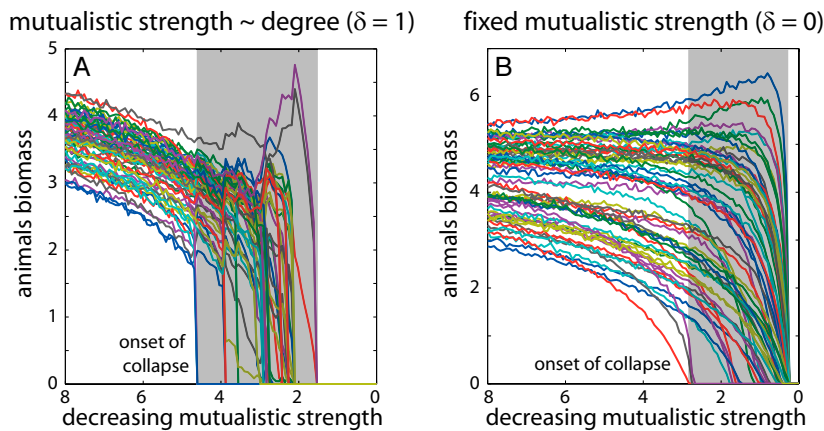 mutualistic strength ~ degree (δ = 1)
A
animals biomass
5
4
3
2
1
0
onset of
collapse
8
6
4
2
0
decreasing mutualistic strength
fixed mutualistic strength (δ = 0)
B
animals biomass
6
4
2
0
onset of collapse
8
6
4
2
0
decreasing mutualistic strength